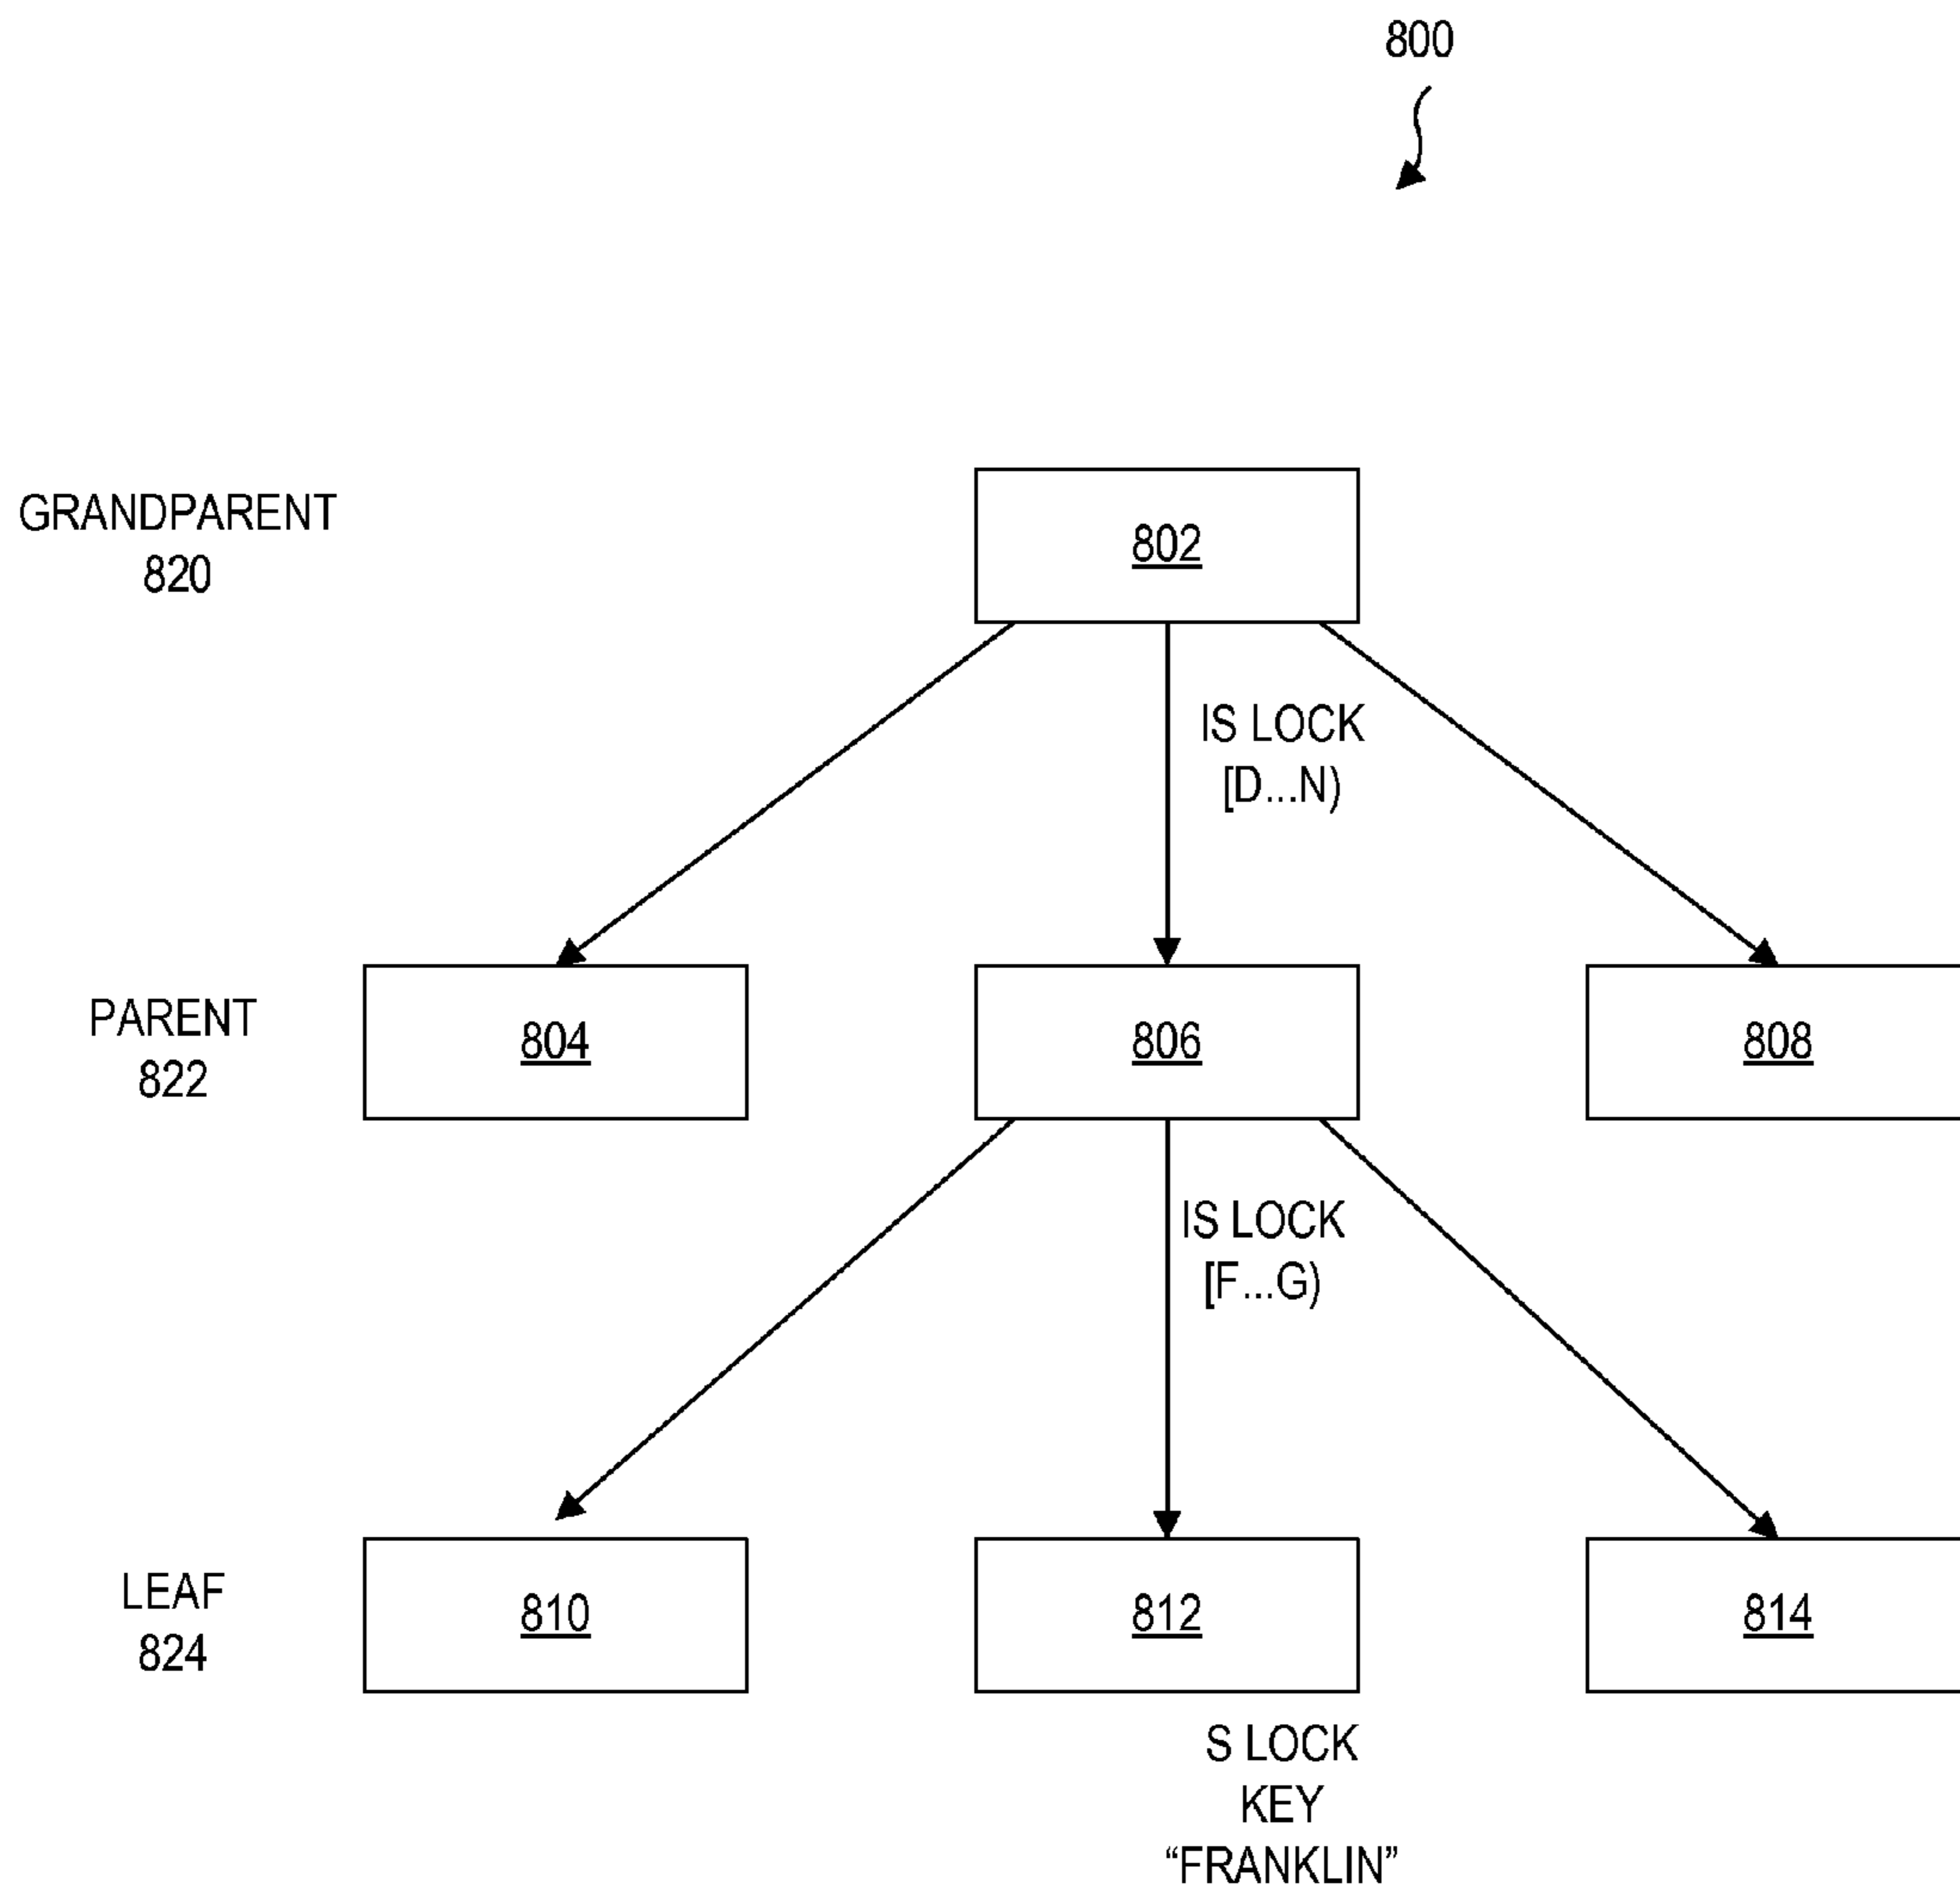 800
GRANDPARENT
820
802
IS LOCK
[D...N)
PARENT
822
804
806
808
IS LOCK
[F...G)
LEAF
824
810
812
814
S LOCK
KEY
“FRANKLIN”